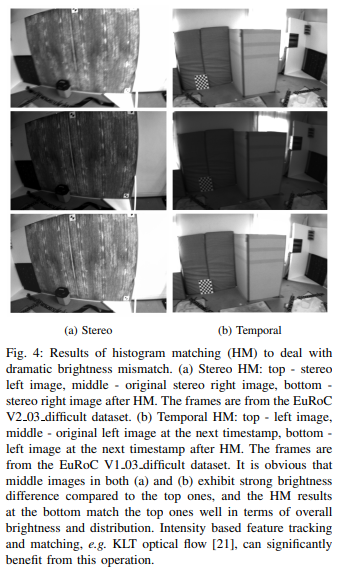 (a) Stereo
(b) Temporal
Fig. 4: Results of histogram matching (HM) to deal with
dramatic brightness mismatch. (a) Stereo HM: top - stereo
left image, middle - original stereo right image, bottom -
stereo right image after HM. The frames are from the EuRoC
V2_03_difficult dataset. (b) Temporal HM: top - left image,
middle - original left image at the next timestamp, bottom -
left image at the next timestamp after HM. The frames are
from the EuRoC V1_03_difficult dataset. It is obvious that
middle images in both (a) and (b) exhibit strong brightness
difference compared to the top ones, and the HM results
at the bottom match the top ones well in terms of overall
brightness and distribution. Intensity based feature tracking
and matching, e.g. KLT optical flow [21], can significantly
benefit from this operation.